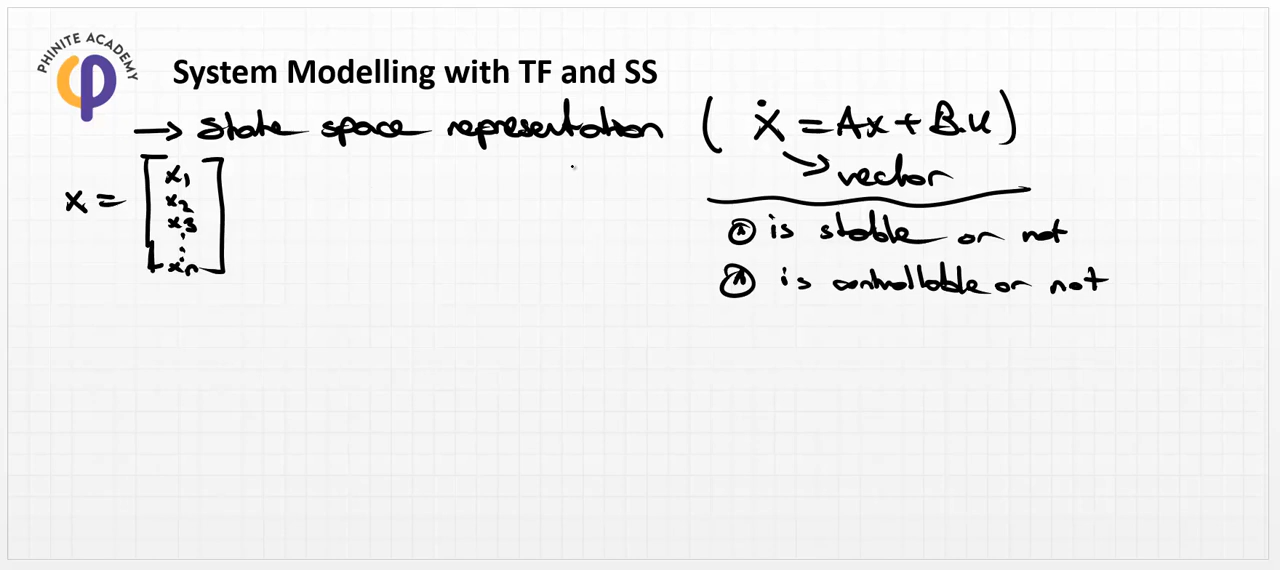 PHINITE ACADEMY
System Modelling with TF and SS
→ state space representation ( ẋ = Ax + B.u )
→ vector
x = [ x₁
x₂
x₃
⋮
xₙ ]
① is stable or not
② is controllable or not